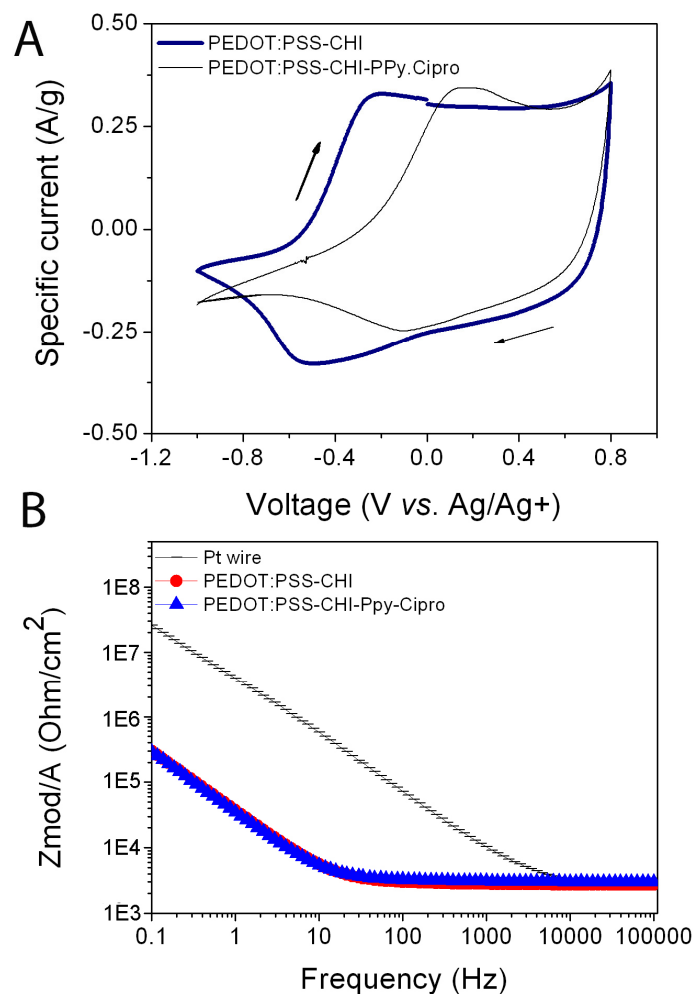 A
PEDOT:PSS-CHI
PEDOT:PSS-CHI-PPy.Cipro
Specific current (A/g)
0.50
0.25
0.00
-0.25
-0.50
-1.2 -0.8 -0.4 0.0 0.4 0.8
Voltage (V vs. Ag/Ag+)
B
Pt wire
PEDOT:PSS-CHI
PEDOT:PSS-CHI-Ppy-Cipro
Zmod/A (Ohm/cm²)
1E8
1E7
1E6
1E5
1E4
1E3
0.1 1 10 100 1000 10000 100000
Frequency (Hz)